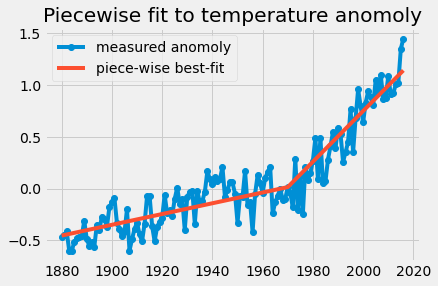 Piecewise fit to temperature anomoly
measured anomoly
piece-wise best-fit
1.5
1.0
0.5
0.0
−0.5
1880 1900 1920 1940 1960 1980 2000 2020